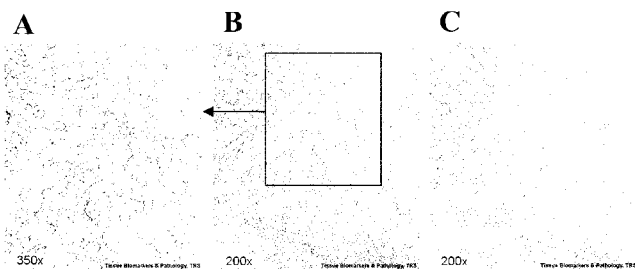 A B C
350x Tissue Biomarkers & Pathology, TRS
200x Tissue Biomarkers & Pathology, TRS
200x Tissue Biomarkers & Pathology, TRS